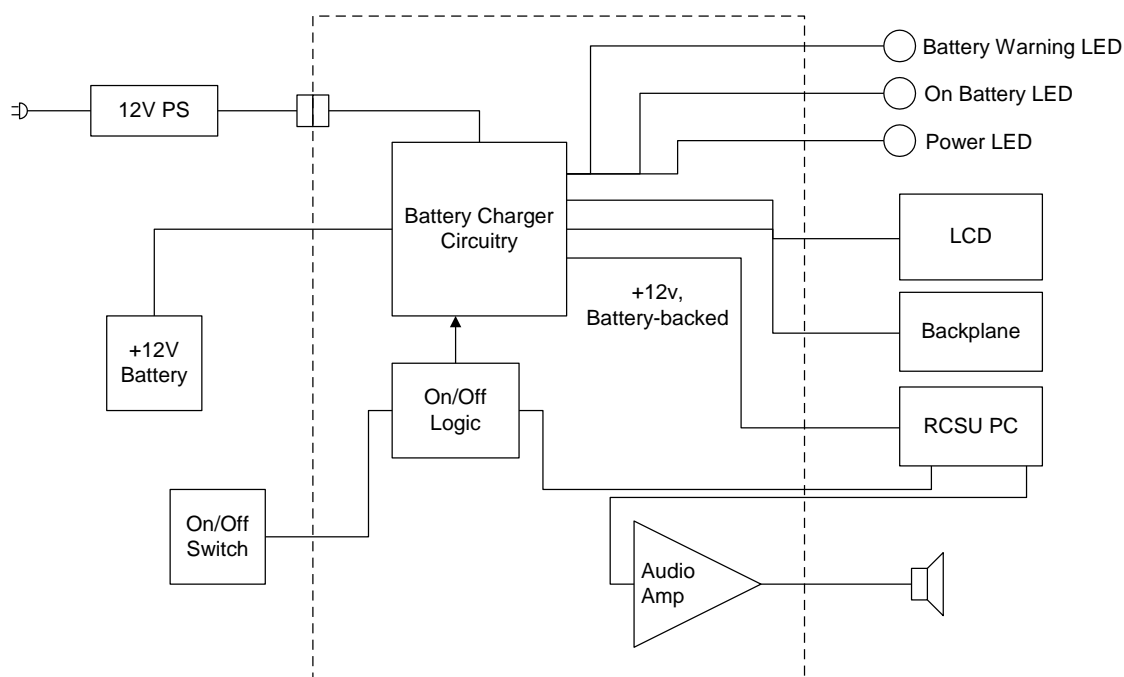 Battery Warning LED
12V PS
On Battery LED
Power LED
Battery Charger
Circuitry
LCD
+12v,
Battery-backed
Backplane
+12V
Battery
On/Off
Logic
RCSU PC
On/Off
Switch
Audio
Amp